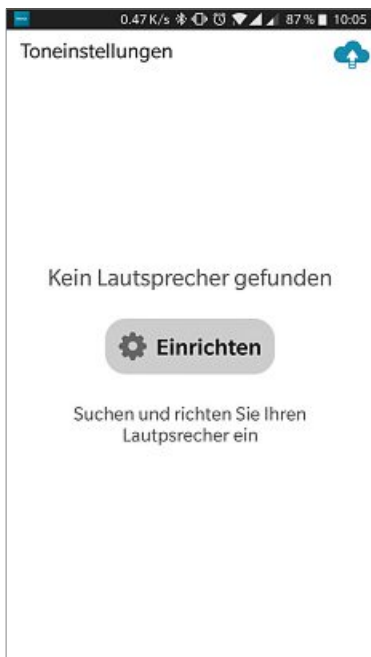 0.47 K/s 87% 10:05
Toneinstellungen
Kein Lautsprecher gefunden
Einrichten
Suchen und richten Sie Ihren
Lautpsrecher ein